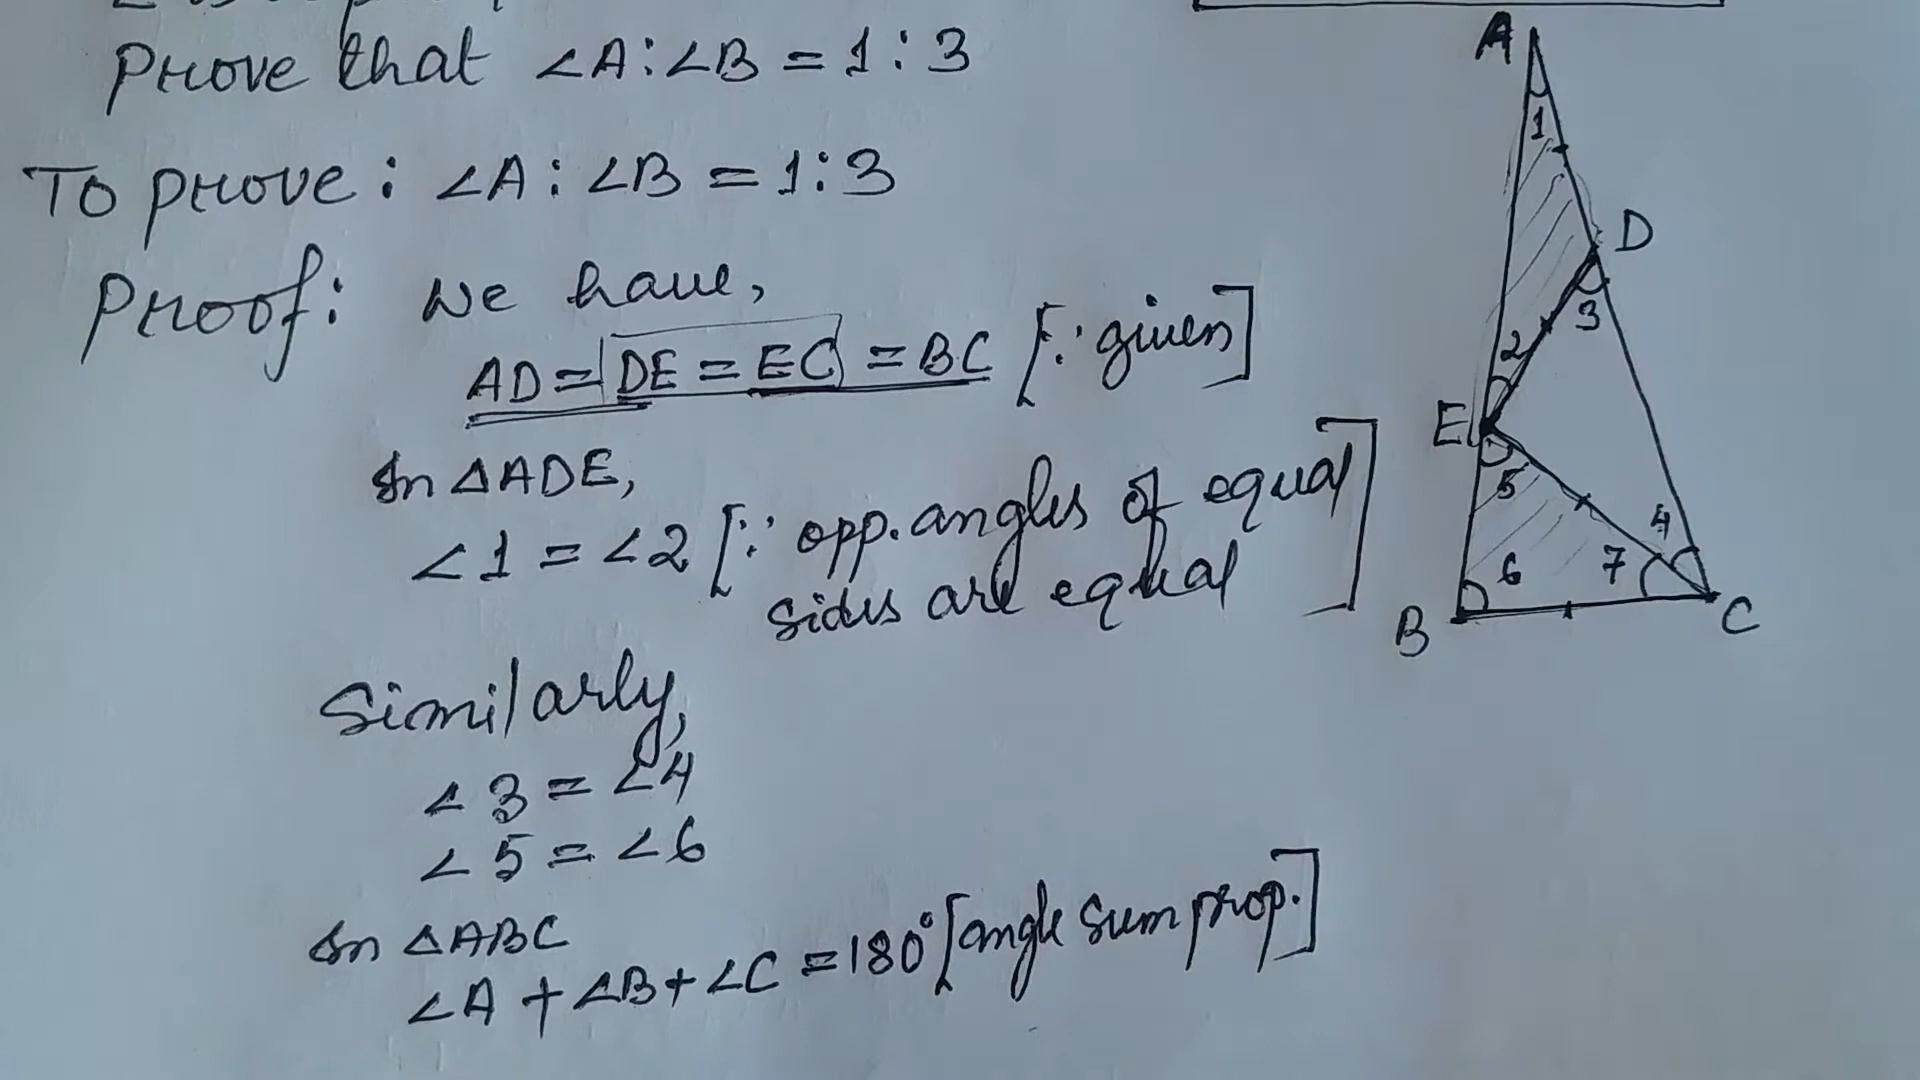 Prove that ∠A:∠B = 1:3
To prove: ∠A:∠B = 1:3
Proof: We have,
AD = DE = EC = BC [∵ given]
In △ADE,
∠1 = ∠2 [∵ opp. angles of equal
sides are equal]
Similarly,
∠3 = ∠4
∠5 = ∠6
In △ABC
∠A + ∠B + ∠C = 180° [angle sum prop.]
A
1
D
3
2
E
5
4
6
7
B
C